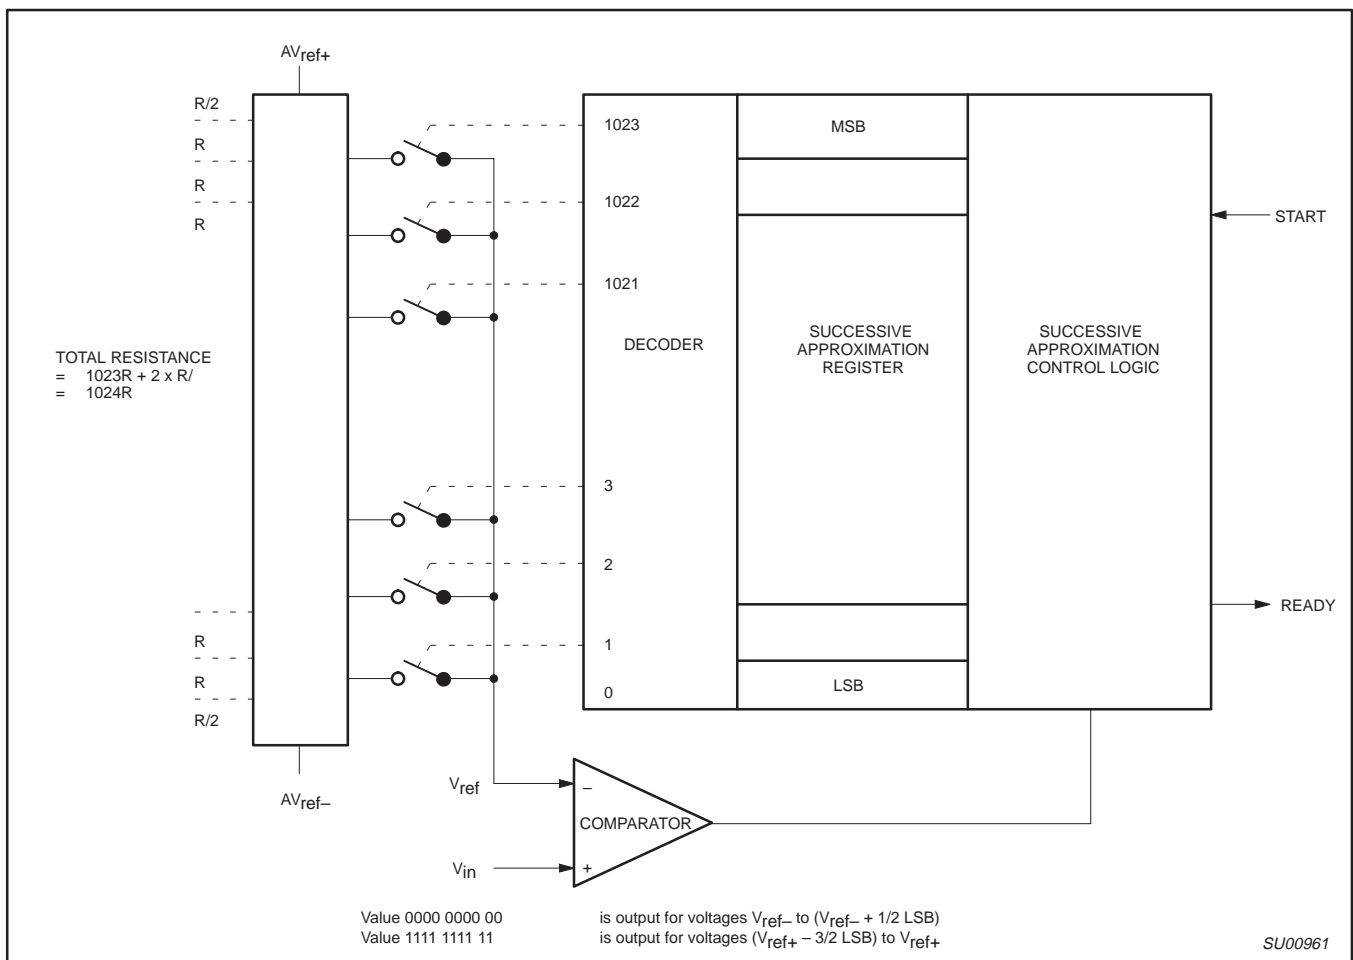 AVref+
R/2
R
R
R
1023
1022
1021
MSB
START
TOTAL RESISTANCE
= 1023R + 2 x R/
= 1024R
DECODER
SUCCESSIVE
APPROXIMATION
REGISTER
SUCCESSIVE
APPROXIMATION
CONTROL LOGIC
3
2
1
0
READY
R
R
R/2
LSB
AVref–
Vref
–
COMPARATOR
Vin
+
Value 0000 0000 00 is output for voltages Vref– to (Vref– + 1/2 LSB)
Value 1111 1111 11 is output for voltages (Vref+ – 3/2 LSB) to Vref+
SU00961